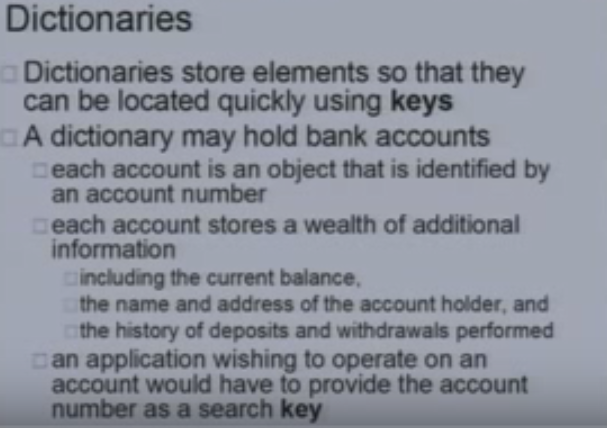 Dictionaries
Dictionaries store elements so that they
can be located quickly using keys
A dictionary may hold bank accounts
each account is an object that is identified by
an account number
each account stores a wealth of additional
information
including the current balance,
the name and address of the account holder, and
the history of deposits and withdrawals performed
an application wishing to operate on an
account would have to provide the account
number as a search key